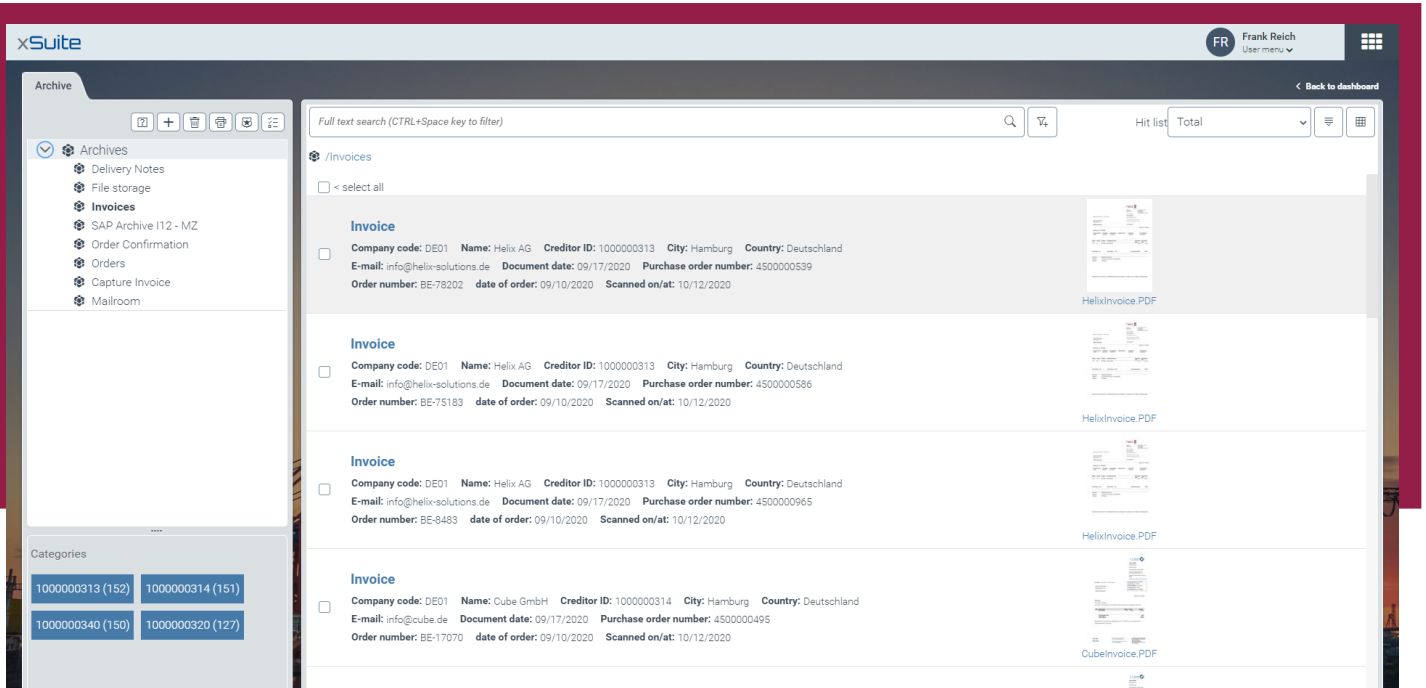 xSuite
FR
Frank Reich
User menu
Archive
< Back to dashboard
Archives
Delivery Notes
File storage
Invoices
SAP Archive I12 - MZ
Order Confirmation
Orders
Capture Invoice
Mailroom
Categories
1000000313 (152) 1000000314 (151)
1000000340 (150) 1000000320 (127)
Full text search (CTRL+Space key to filter)
Hit list Total
/Invoices
< select all
Invoice
Company code: DE01 Name: Helix AG Creditor ID: 1000000313 City: Hamburg Country: Deutschland
E-mail: info@helix-solutions.de Document date: 09/17/2020 Purchase order number: 4500000539
Order number: BE-78202 date of order: 09/10/2020 Scanned on/at: 10/12/2020
HelixInvoice.PDF
Invoice
Company code: DE01 Name: Helix AG Creditor ID: 1000000313 City: Hamburg Country: Deutschland
E-mail: info@helix-solutions.de Document date: 09/17/2020 Purchase order number: 4500000586
Order number: BE-75183 date of order: 09/10/2020 Scanned on/at: 10/12/2020
HelixInvoice.PDF
Invoice
Company code: DE01 Name: Helix AG Creditor ID: 1000000313 City: Hamburg Country: Deutschland
E-mail: info@helix-solutions.de Document date: 09/17/2020 Purchase order number: 4500000965
Order number: BE-8483 date of order: 09/10/2020 Scanned on/at: 10/12/2020
HelixInvoice.PDF
Invoice
Company code: DE01 Name: Cube GmbH Creditor ID: 1000000314 City: Hamburg Country: Deutschland
E-mail: info@cube.de Document date: 09/17/2020 Purchase order number: 4500000495
Order number: BE-17070 date of order: 09/10/2020 Scanned on/at: 10/12/2020
CubeInvoice.PDF